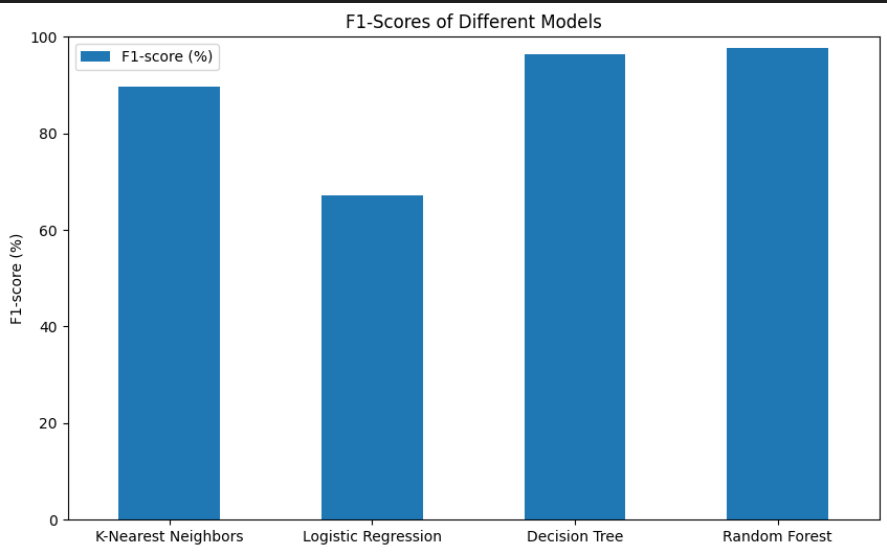 F1-Scores of Different Models
F1-score (%)
100
80
60
40
20
0
F1-score (%)
K-Nearest Neighbors
Logistic Regression
Decision Tree
Random Forest